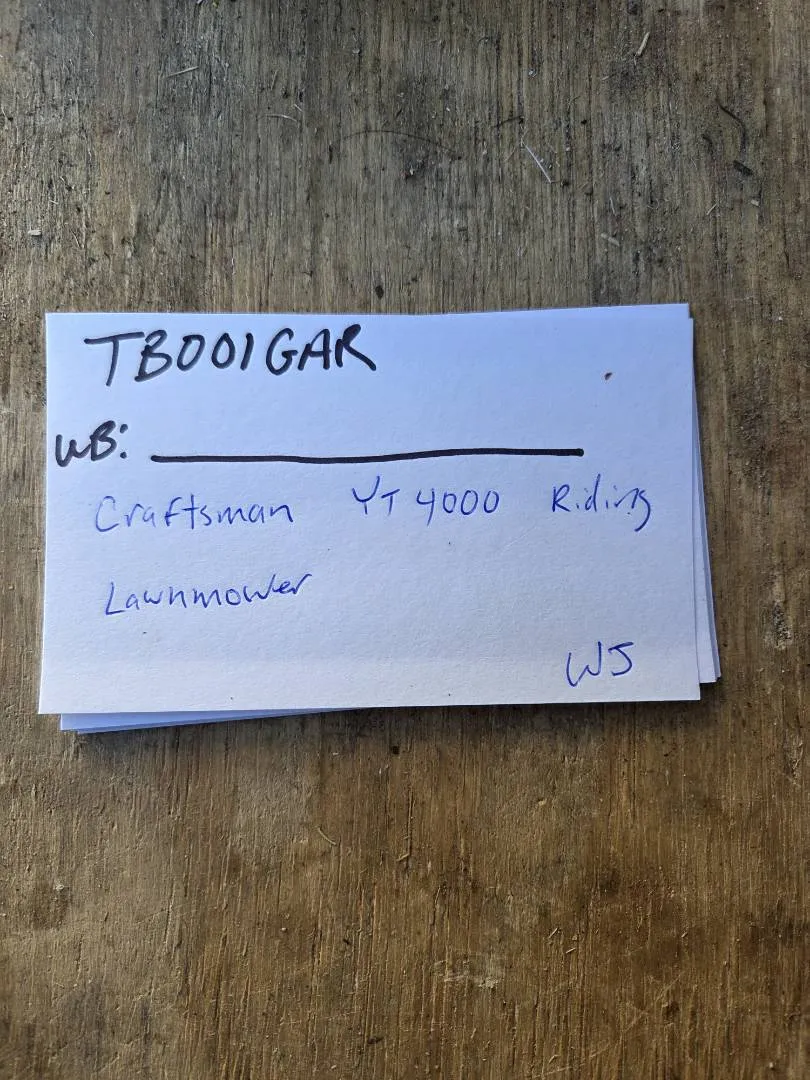 TB001GAR
WB:
Craftsman YT 4000 Riding
Lawnmower
WJ